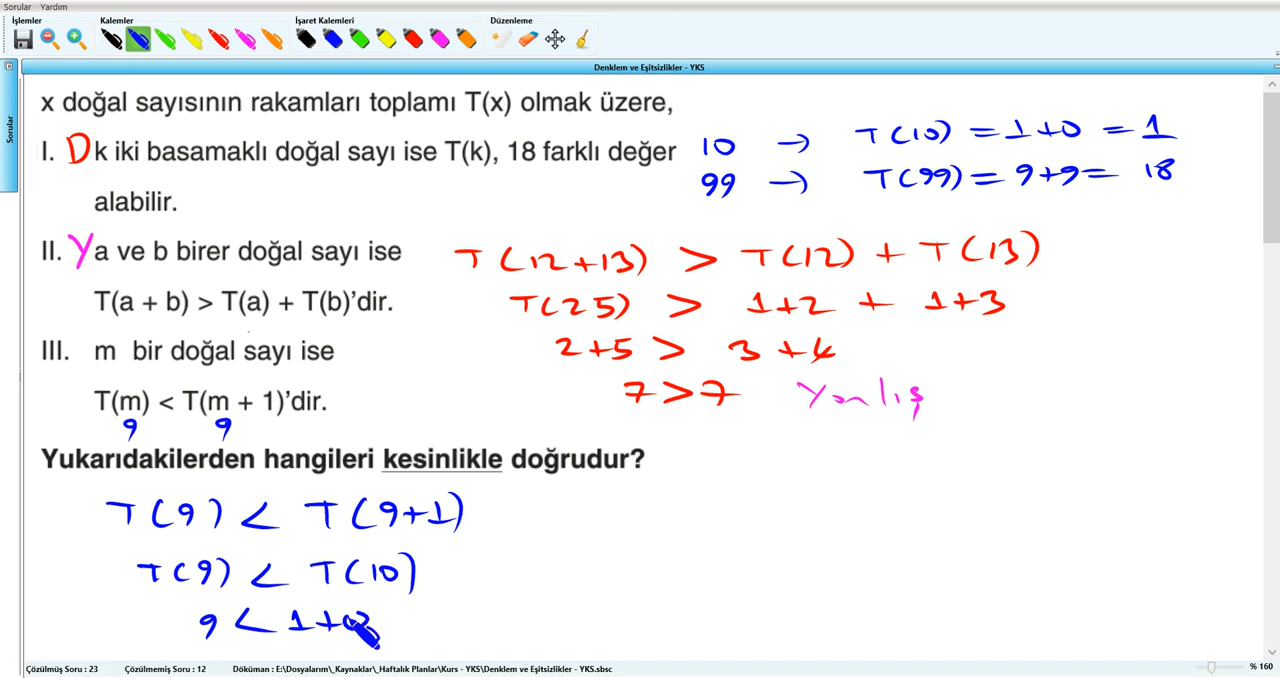 Sorular Yardım
İşlemler Kalemler İşaret Kalemleri Düzenleme
Denklem ve Eşitsizlikler - YKS
Sorular
x doğal sayısının rakamları toplamı T(x) olmak üzere,
I. D k iki basamaklı doğal sayı ise T(k), 18 farklı değer
alabilir.
10 → T(10) = 1+0 = 1
99 → T(99) = 9+9 = 18
II. Y a ve b birer doğal sayı ise
T(a + b) > T(a) + T(b)'dir.
T(12+13) > T(12) + T(13)
T(25) > 1+2 + 1+3
2+5 > 3+4
7>7 Yanlış
III. m bir doğal sayı ise
T(m) < T(m + 1)'dir.
9 9
Yukarıdakilerden hangileri kesinlikle doğrudur?
T(9) < T(9+1)
T(9) < T(10)
9 < 1+0
Çözülmüş Soru : 23 Çözülmemiş Soru : 12 Döküman : E:\Dosyalarım\_Kaynaklar\_Haftalık Planlar\Kurs - YKS\Denklem ve Eşitsizlikler - YKS.sbsc % 160